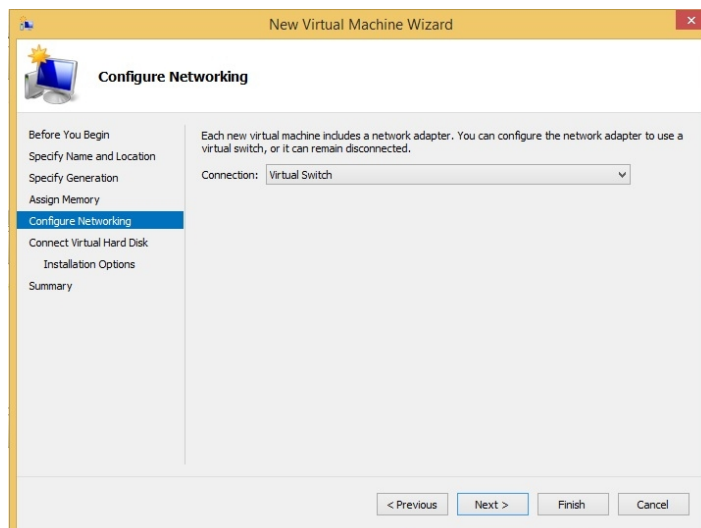 New Virtual Machine Wizard
Configure Networking
Before You Begin
Specify Name and Location
Specify Generation
Assign Memory
Configure Networking
Connect Virtual Hard Disk
Installation Options
Summary
Each new virtual machine includes a network adapter. You can configure the network adapter to use a
virtual switch, or it can remain disconnected.
Connection: Virtual Switch
< Previous Next > Finish Cancel